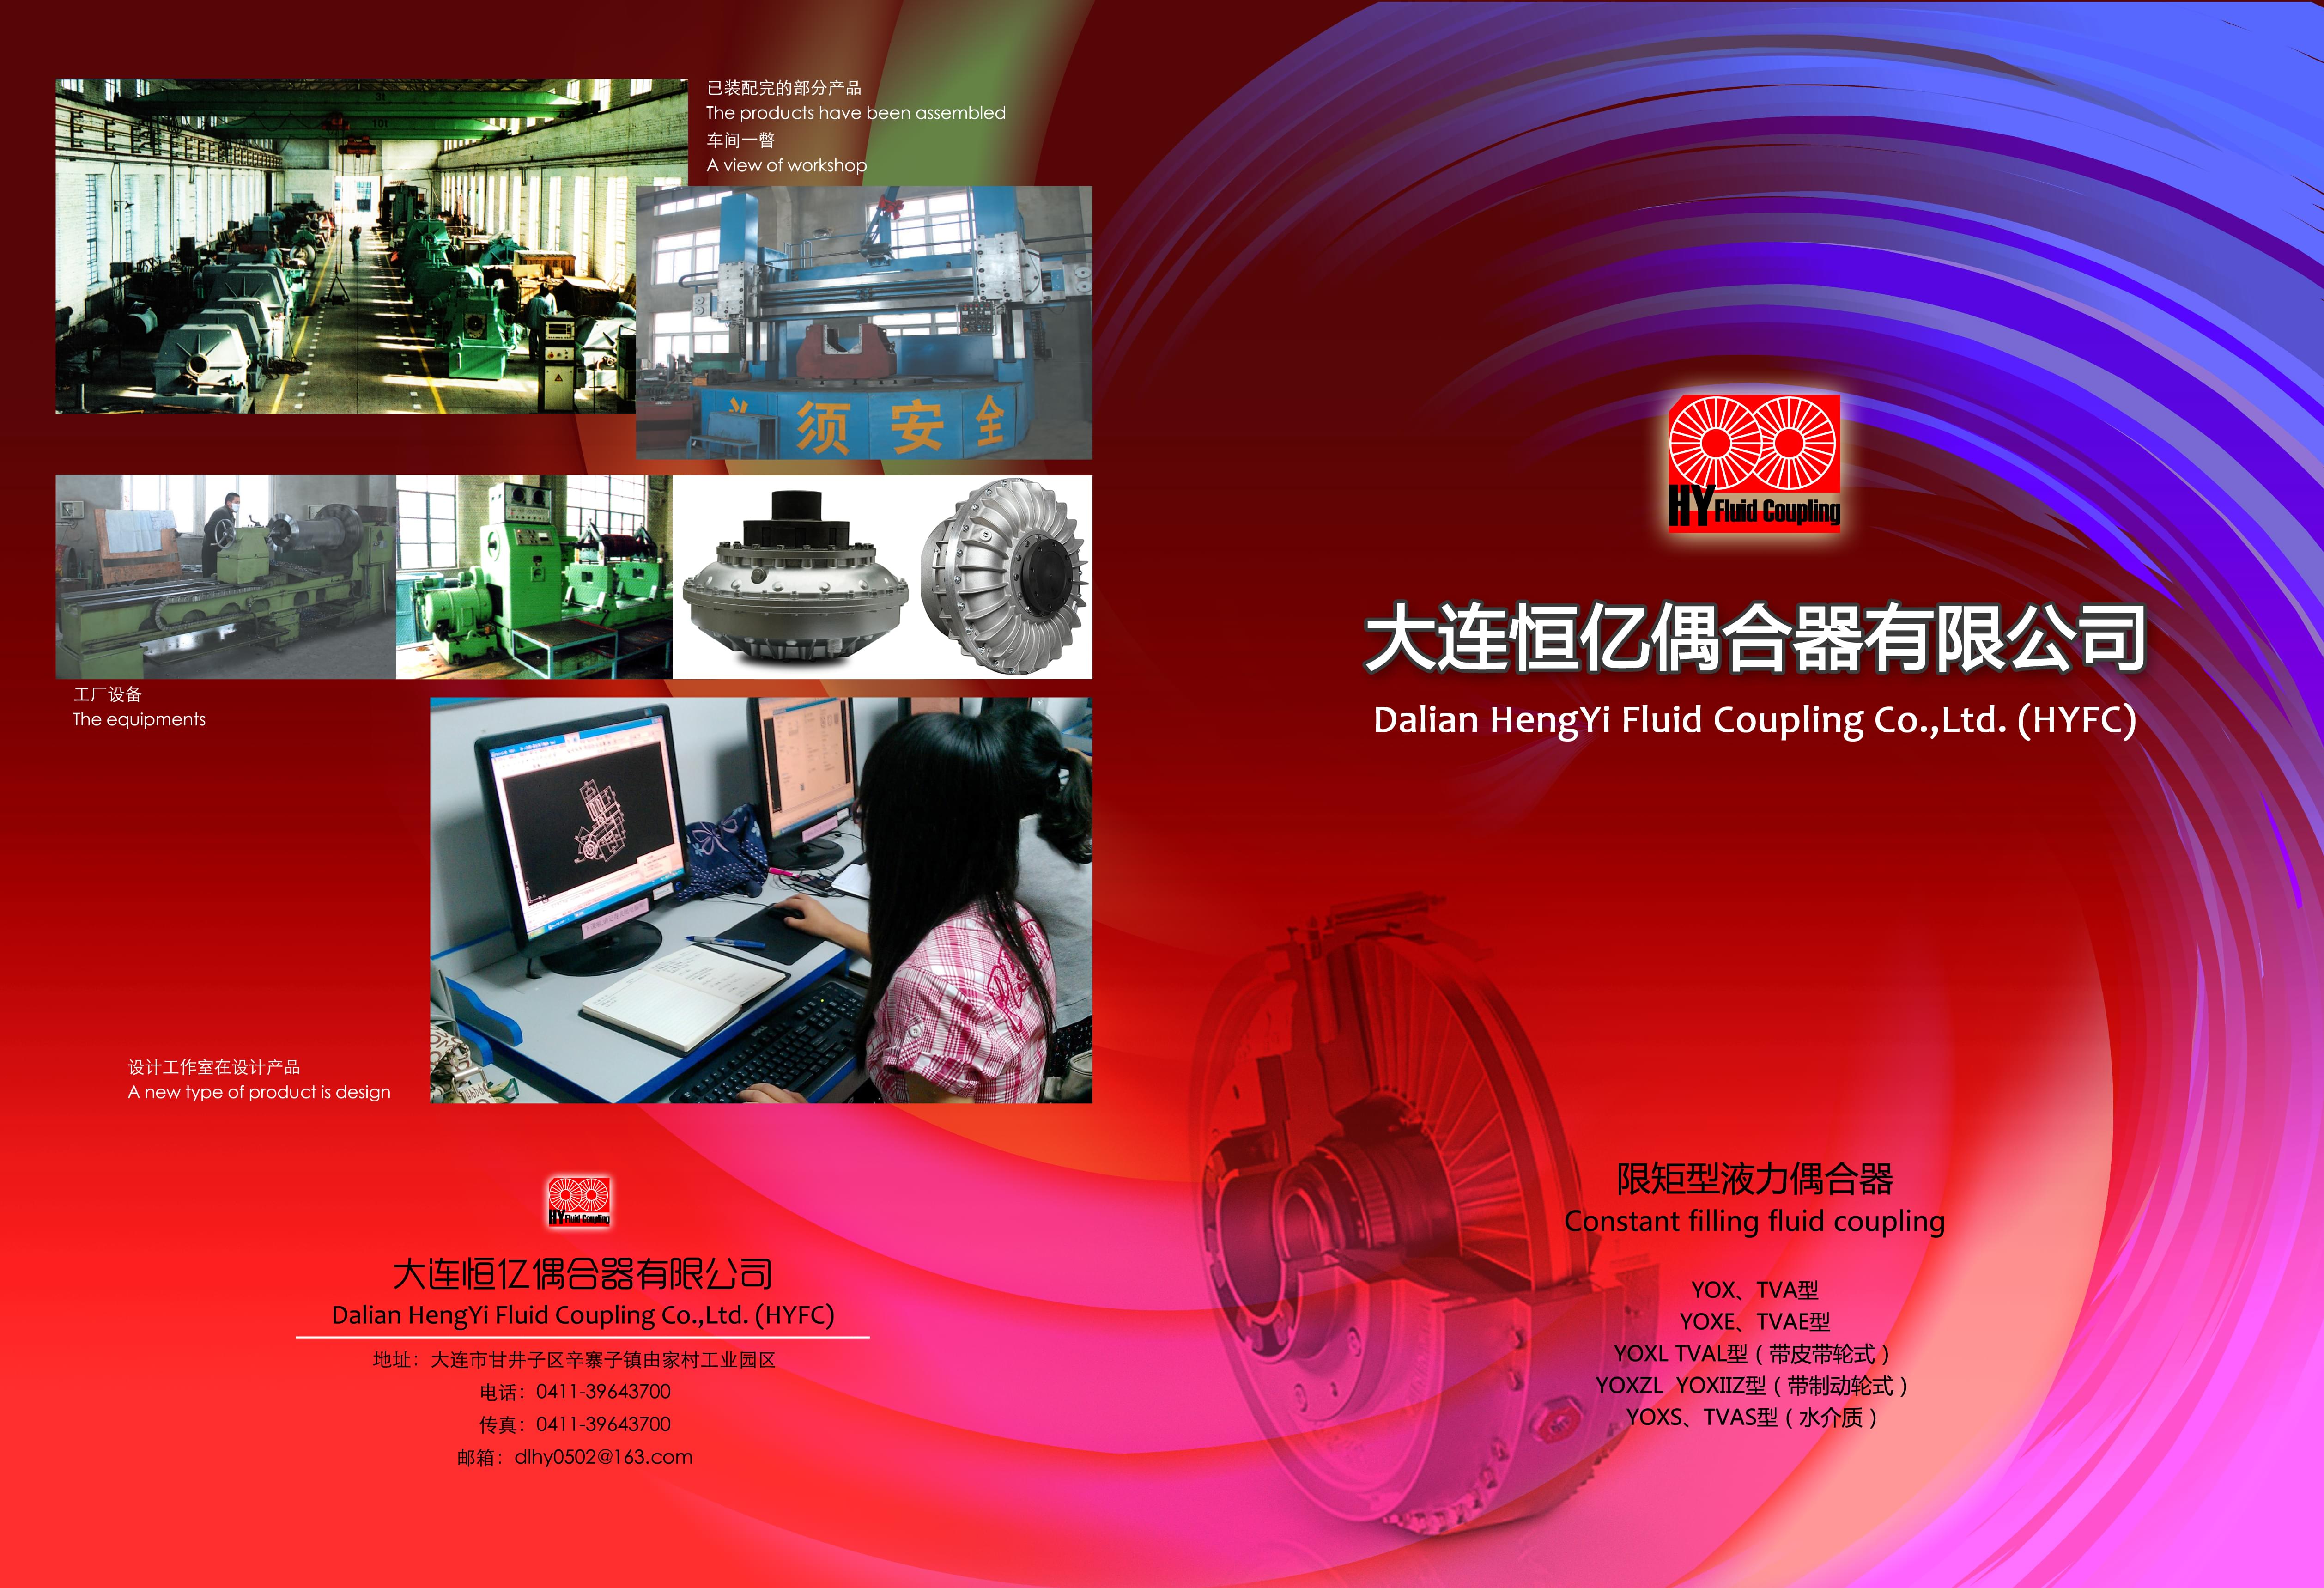 已装配完的部分产品
The products have been assembled
车间一瞥
A view of workshop
3t
10t
须安全
工厂设备
The equipments
设计工作室在设计产品
A new type of product is design
HY Fluid Coupling
大连恒亿偶合器有限公司
Dalian HengYi Fluid Coupling Co.,Ltd. (HYFC)
地址：大连市甘井子区辛寨子镇由家村工业园区
电话：0411-39643700
传真：0411-39643700
邮箱：dlhy0502@163.com
HY Fluid Coupling
大连恒亿偶合器有限公司
Dalian HengYi Fluid Coupling Co.,Ltd. (HYFC)
限矩型液力偶合器
Constant filling fluid coupling
YOX、TVA型
YOXE、TVAE型
YOXL TVAL型（带皮带轮式）
YOXZL YOXIIZ型（带制动轮式）
YOXS、TVAS型（水介质）